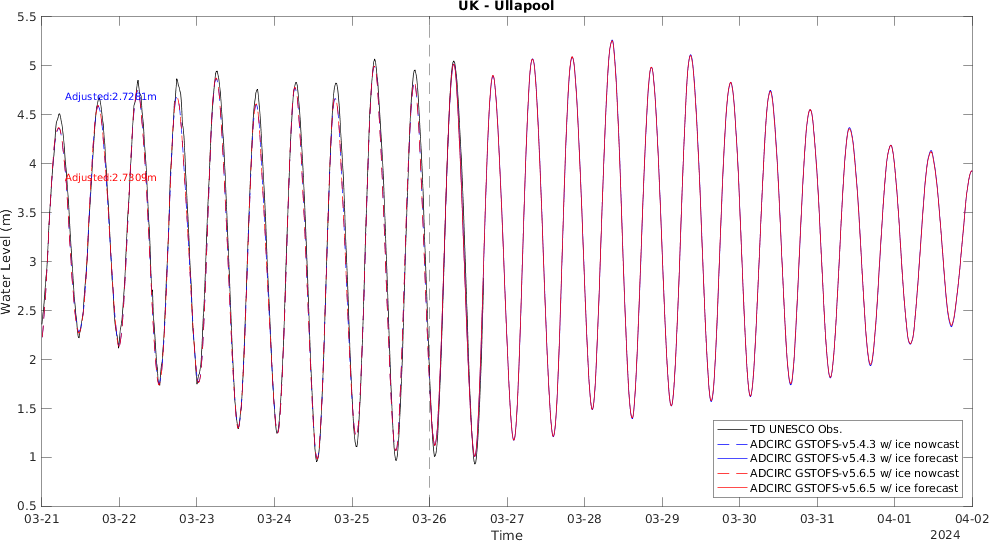 UK - Ullapool
5.5
5
4.5
4
3.5
3
2.5
2
1.5
1
0.5
Water Level (m)
Adjusted:2.7281m
Adjusted:2.7309m
TD UNESCO Obs.
ADCIRC GSTOFS-v5.4.3 w/ ice nowcast
ADCIRC GSTOFS-v5.4.3 w/ ice forecast
ADCIRC GSTOFS-v5.6.5 w/ ice nowcast
ADCIRC GSTOFS-v5.6.5 w/ ice forecast
03-21 03-22 03-23 03-24 03-25 03-26 03-27 03-28 03-29 03-30 03-31 04-01 04-02
Time
2024